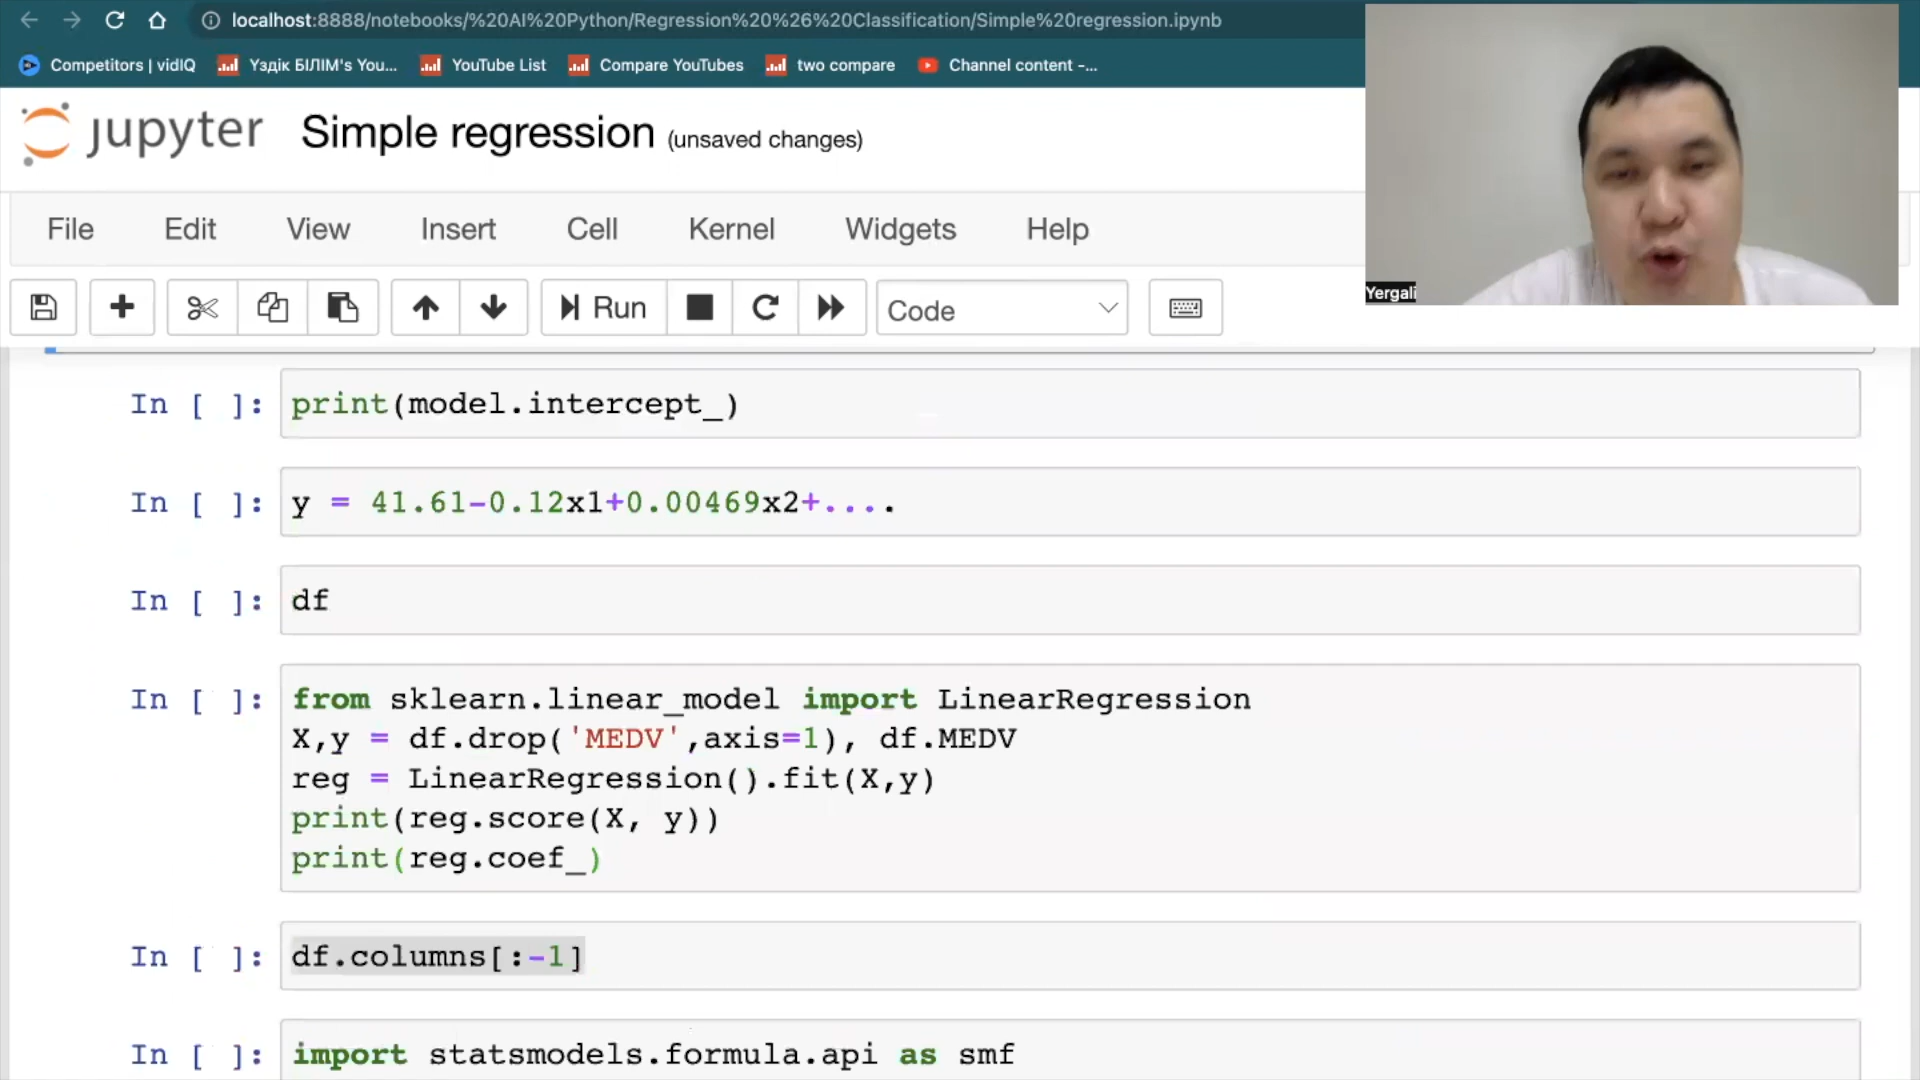 localhost:8888/notebooks/%20AI%20Python/Regression%20%26%20Classification/Simple%20regression.ipynb
Competitors | vidIQ
Үздік БІЛІМ's You...
YouTube List
Compare YouTubes
two compare
Channel content -...
jupyter Simple regression (unsaved changes)
Yergali
File Edit View Insert Cell Kernel Widgets Help
Run
Code
In [ ]: print(model.intercept_)
In [ ]: y = 41.61-0.12x1+0.00469x2+....
In [ ]: df
In [ ]: from sklearn.linear_model import LinearRegression
X,y = df.drop('MEDV',axis=1), df.MEDV
reg = LinearRegression().fit(X,y)
print(reg.score(X, y))
print(reg.coef_)
In [ ]: df.columns[:-1]
In [ ]: import statsmodels.formula.api as smf